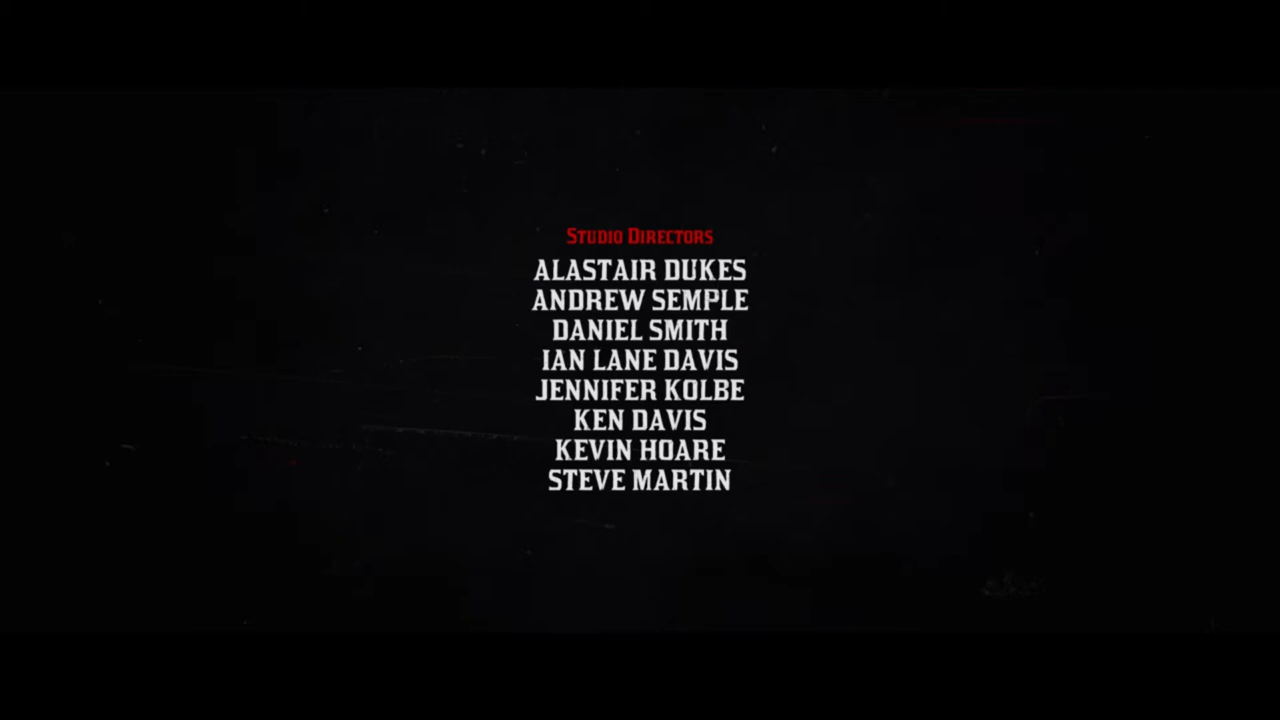 Studio Directors
ALASTAIR DUKES
ANDREW SEMPLE
DANIEL SMITH
IAN LANE DAVIS
JENNIFER KOLBE
KEN DAVIS
KEVIN HOARE
STEVE MARTIN